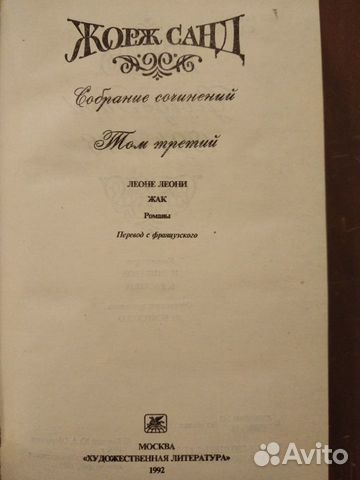 ЖОРЖ САНД
Собрание сочинений
Том третий
ЛЕОНЕ ЛЕОНИ
ЖАК
Романы
Перевод с французского
МОСКВА
«ХУДОЖЕСТВЕННАЯ ЛИТЕРАТУРА»
1992
Avito